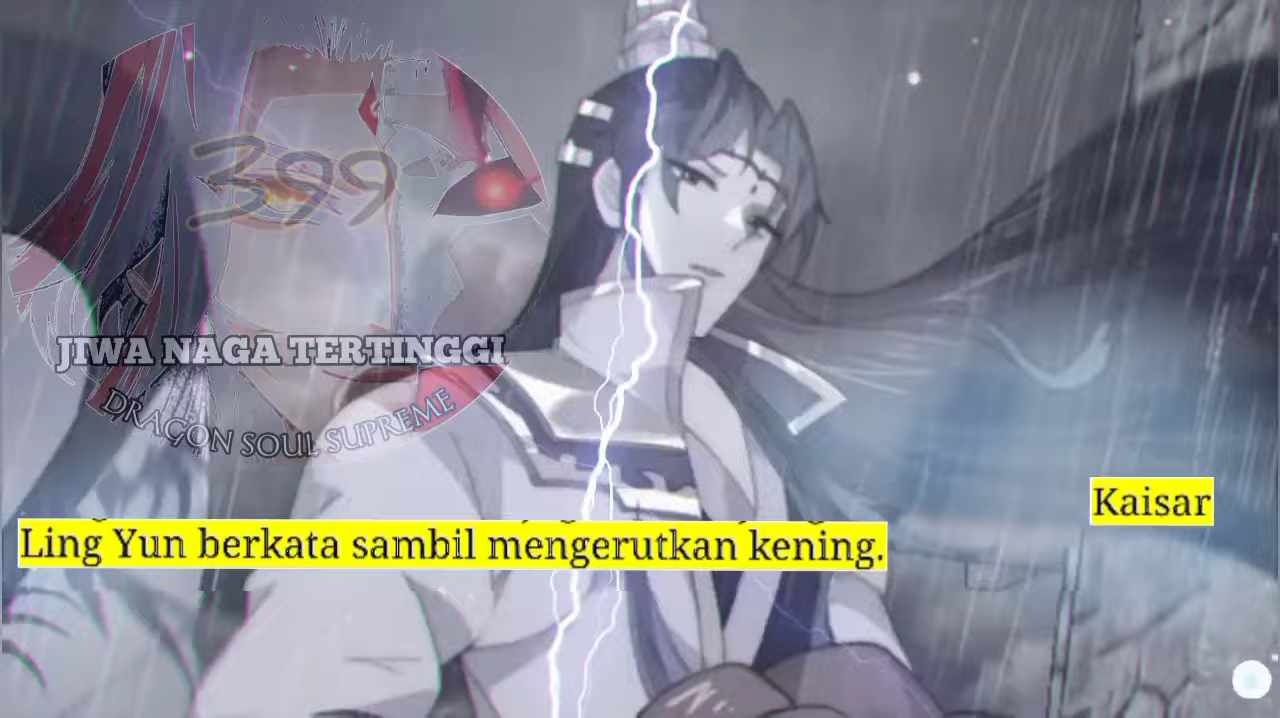 399
JIWA NAGA TERTINGGI
DRAGON SOUL SUPREME
Kaisar
Ling Yun berkata sambil mengerutkan kening.